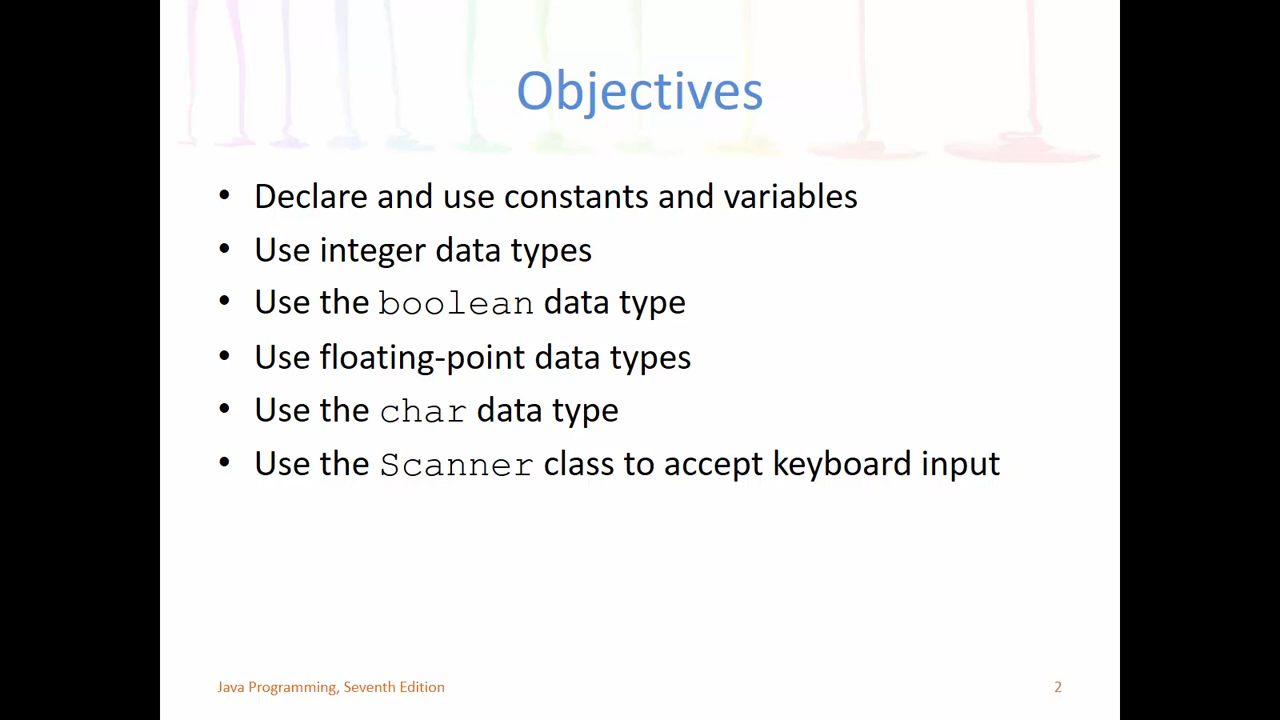 Objectives
• Declare and use constants and variables
• Use integer data types
• Use the boolean data type
• Use floating-point data types
• Use the char data type
• Use the Scanner class to accept keyboard input
Java Programming, Seventh Edition
2